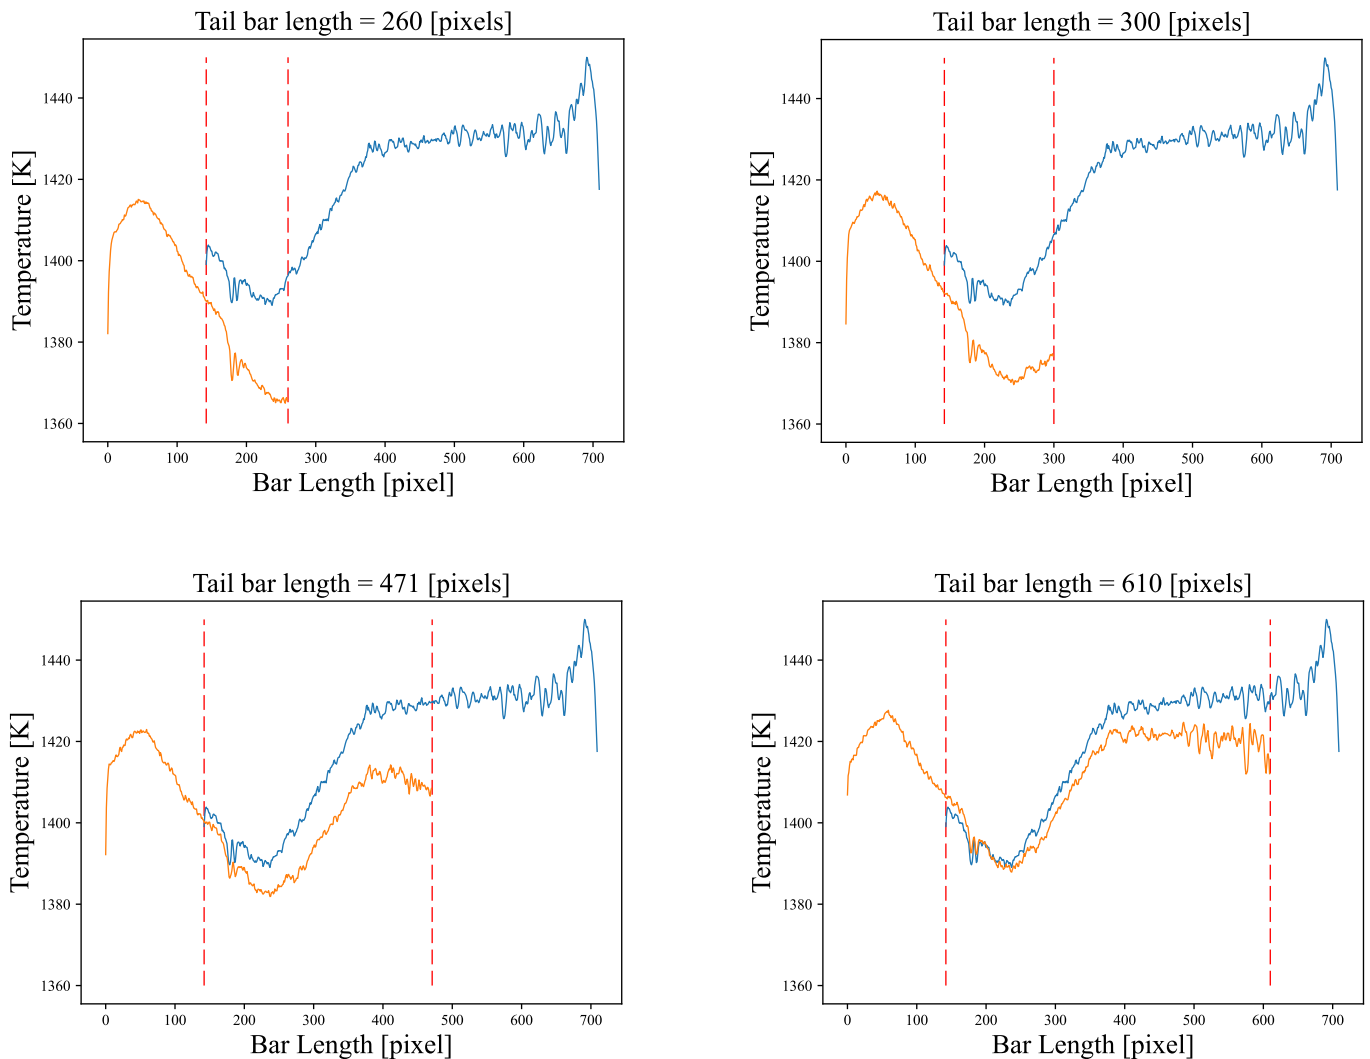 Tail bar length = 260 [pixels]
Temperature [K]
1440
1420
1400
1380
1360
0 100 200 300 400 500 600 700
Bar Length [pixel]
Tail bar length = 300 [pixels]
Temperature [K]
1440
1420
1400
1380
1360
0 100 200 300 400 500 600 700
Bar Length [pixel]
Tail bar length = 471 [pixels]
Temperature [K]
1440
1420
1400
1380
1360
0 100 200 300 400 500 600 700
Bar Length [pixel]
Tail bar length = 610 [pixels]
Temperature [K]
1440
1420
1400
1380
1360
0 100 200 300 400 500 600 700
Bar Length [pixel]